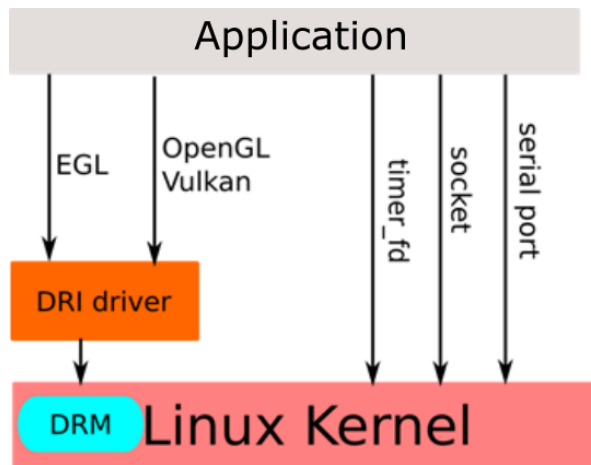 Application
EGL
OpenGL
Vulkan
timer_fd
socket
serial port
DRI driver
DRM
Linux Kernel